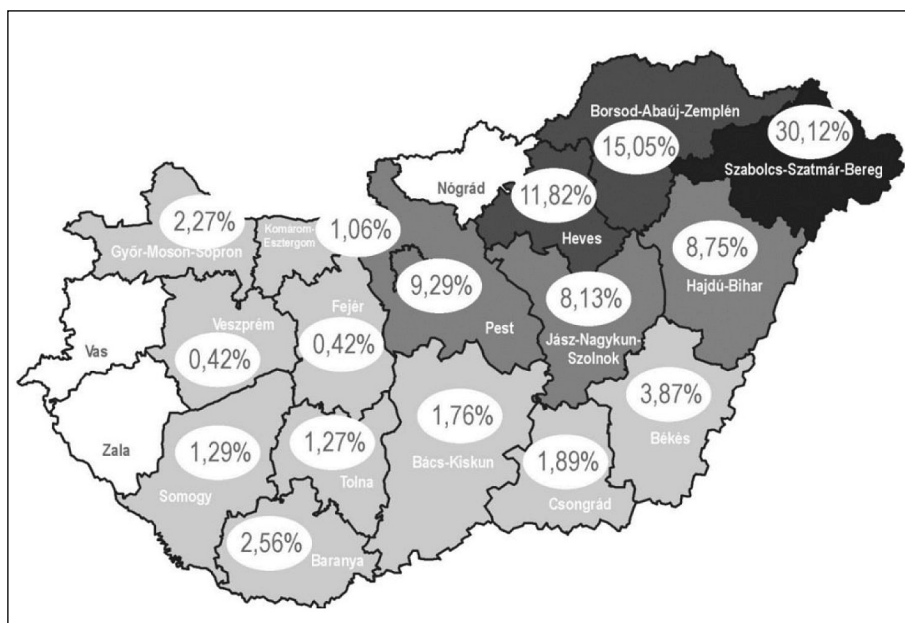 Borsod-Abaúj-Zemplén
30,12%
15,05%
Szabolcs-Szatmár-Bereg
Nógrád
11,82%
2,27%
Komárom-
Esztergom
1,06%
Heves
8,75%
Győr-Moson-Sopron
Hajdú-Bihar
9,29%
8,13%
Fejér
Veszprém
Pest
Jász-Nagykun-
Szolnok
Vas
0,42%
0,42%
3,87%
1,76%
Békés
Zala
1,29%
1,27%
Bács-Kiskun
1,89%
Tolna
Somogy
Csongrád
2,56%
Baranya